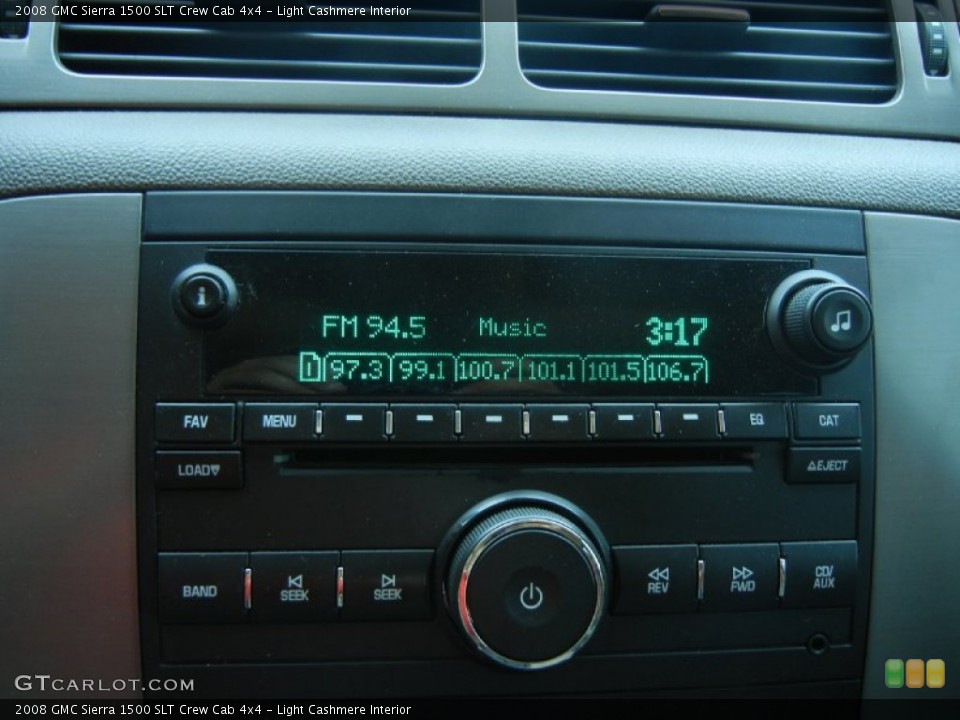 2008 GMC Sierra 1500 SLT Crew Cab 4x4 – Light Cashmere Interior
i
FM 94.5 Music 3:17
1 97.3 99.1 100.7 101.1 101.5 106.7
FAV MENU EQ CAT
LOAD EJECT
BAND SEEK SEEK REV FWD CD/AUX
GTCARLOT.COM
2008 GMC Sierra 1500 SLT Crew Cab 4x4 – Light Cashmere Interior